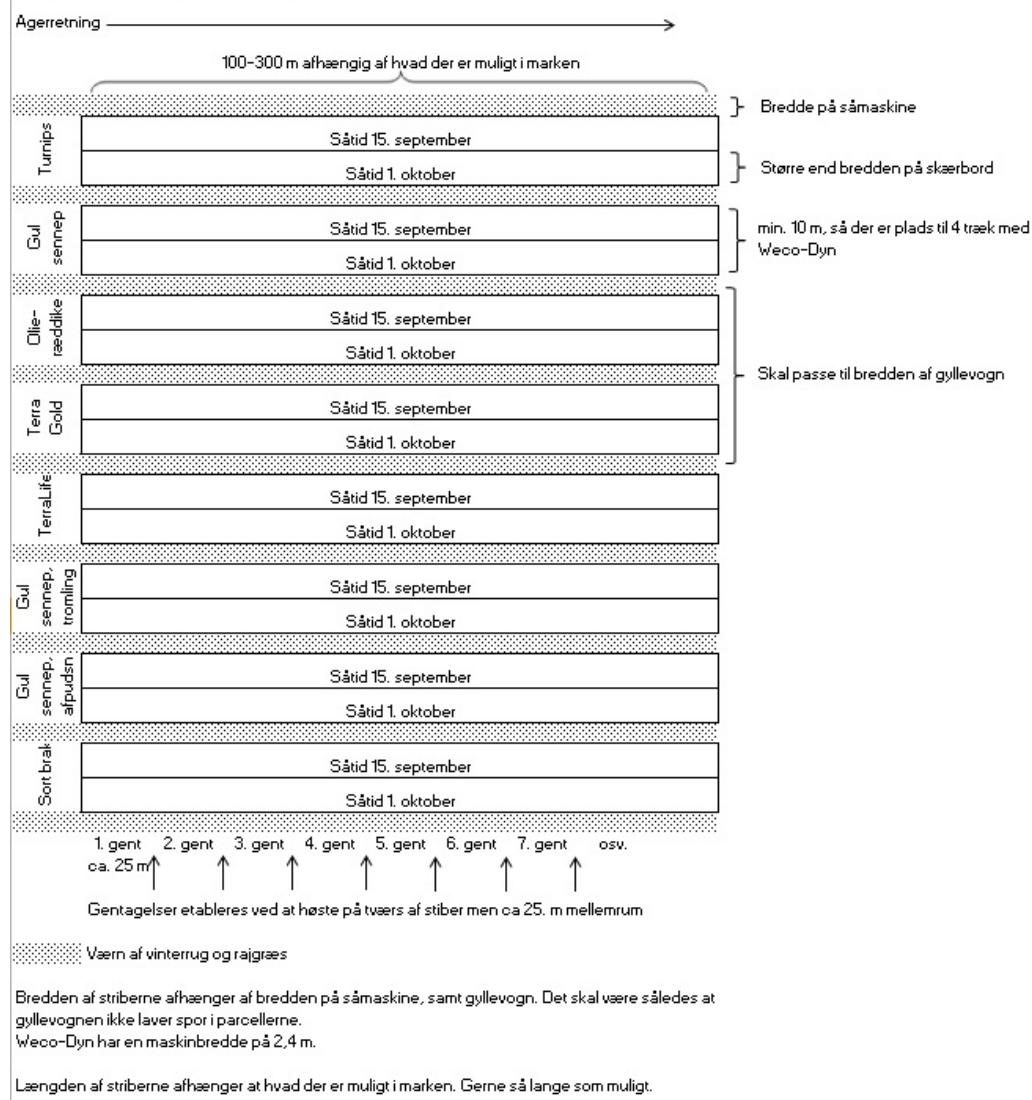 Agerretning
100-300 m afhængig af hvad der er muligt i marken
Bredde på såmaskine
Turnips
Såtid 15. september
Såtid 1. oktober
Større end bredden på skærbord
Gul
sennep
Såtid 15. september
Såtid 1. oktober
min. 10 m, så der er plads til 4 træk med
Weco-Dyn
Olie-
ræddike
Såtid 15. september
Såtid 1. oktober
Skal passe til bredden af gyllevogn
Terra
Gold
Såtid 15. september
Såtid 1. oktober
TerraLife
Såtid 15. september
Såtid 1. oktober
Gul
sennep,
tromling
Såtid 15. september
Såtid 1. oktober
Gul
sennep,
afpudsn
Såtid 15. september
Såtid 1. oktober
Sort brak
Såtid 15. september
Såtid 1. oktober
1. gent 2. gent 3. gent 4. gent 5. gent 6. gent 7. gent osv.
ca. 25 m
Gentagelser etableres ved at høste på tværs af stiber men ca 25. m mellemrum
Værn af vinterrug og rajgræs
Bredden af striberne afhænger af bredden på såmaskine, samt gyllevogn. Det skal være således at
gyllevognen ikke laver spor i parcellerne.
Weco-Dyn har en maskinbredde på 2,4 m.
Længden af striberne afhænger at hvad der er muligt i marken. Gerne så lange som muligt.